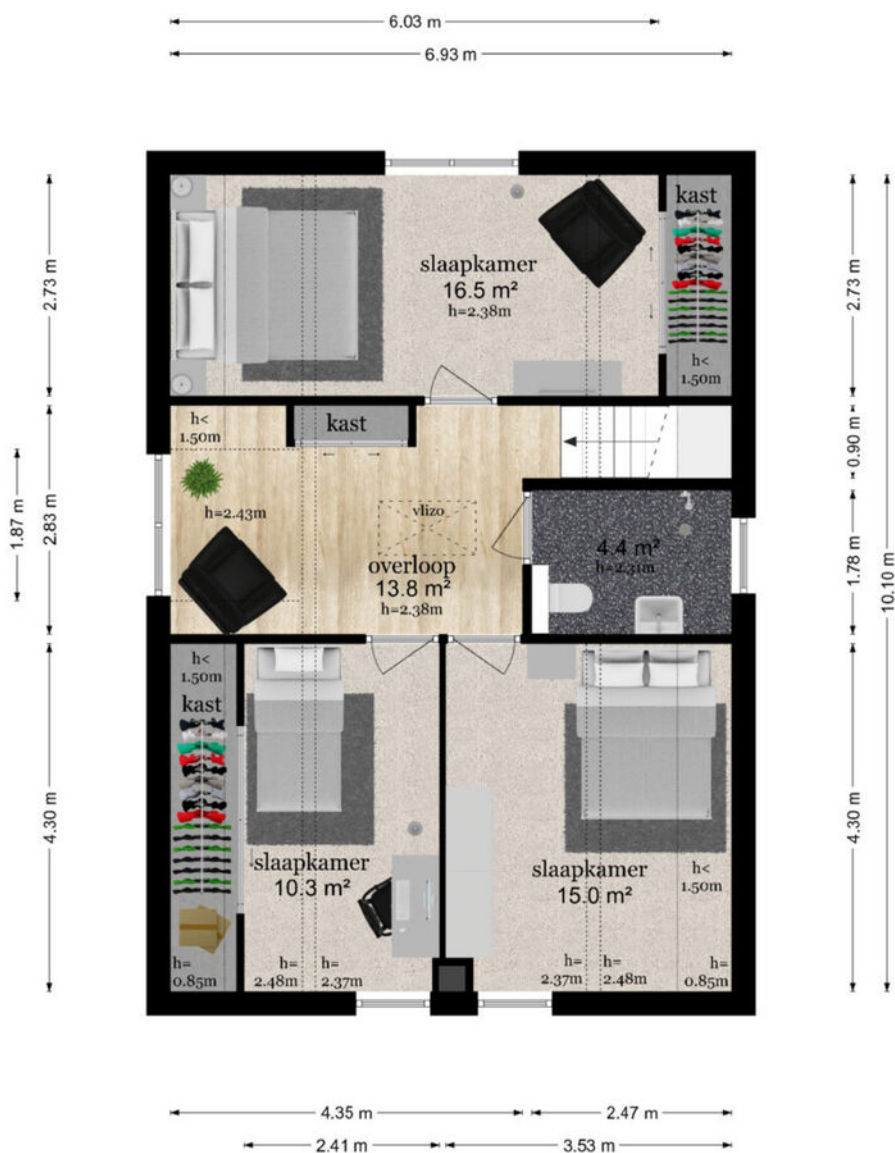 6.03 m
6.93 m
kast
slaapkamer
16.5 m²
h=2.38m
h<
1.50m
2.73 m
2.73 m
h<
1.50m
kast
0.90 m
h=2.43m
vlizo
1.87 m
2.83 m
4.4 m²
h=2.31m
1.78 m
10.10 m
overloop
13.8 m²
h=2.38m
h<
1.50m
kast
slaapkamer
10.3 m²
slaapkamer
15.0 m²
h<
1.50m
4.30 m
4.30 m
h=
0.85m
h=
2.48m
h=
2.37m
h=
2.37m
h=
2.48m
h=
0.85m
4.35 m
2.47 m
2.41 m
3.53 m